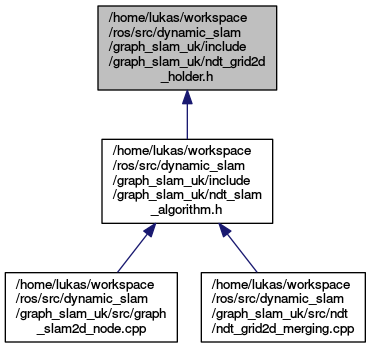 /home/lukas/workspace
/ros/src/dynamic_slam
/graph_slam_uk/include
/graph_slam_uk/ndt_grid2d
_holder.h
/home/lukas/workspace
/ros/src/dynamic_slam
/graph_slam_uk/include
/graph_slam_uk/ndt_slam
_algorithm.h
/home/lukas/workspace
/ros/src/dynamic_slam
/graph_slam_uk/src/graph
_slam2d_node.cpp
/home/lukas/workspace
/ros/src/dynamic_slam
/graph_slam_uk/src/ndt
/ndt_grid2d_merging.cpp